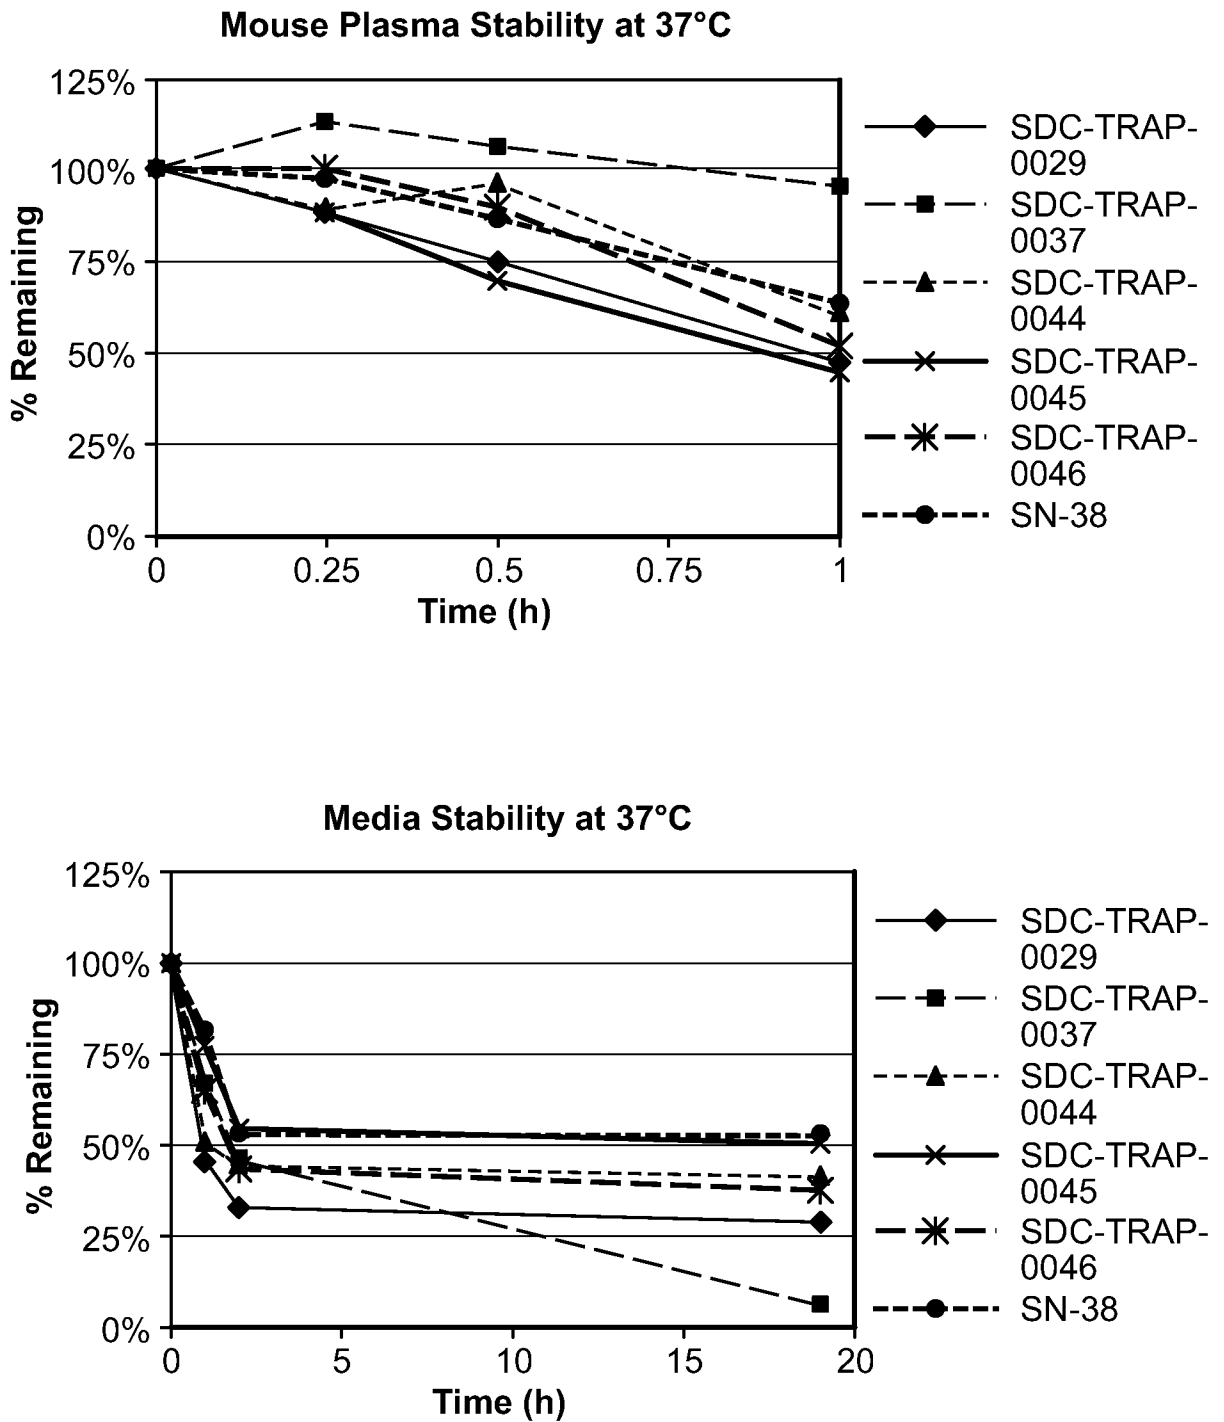 Mouse Plasma Stability at 37°C
125%
100%
75%
50%
25%
0%
% Remaining
0 0.25 0.5 0.75 1
Time (h)
SDC-TRAP-
0029
SDC-TRAP-
0037
SDC-TRAP-
0044
SDC-TRAP-
0045
SDC-TRAP-
0046
SN-38
Media Stability at 37°C
125%
100%
75%
50%
25%
0%
% Remaining
0 5 10 15 20
Time (h)
SDC-TRAP-
0029
SDC-TRAP-
0037
SDC-TRAP-
0044
SDC-TRAP-
0045
SDC-TRAP-
0046
SN-38